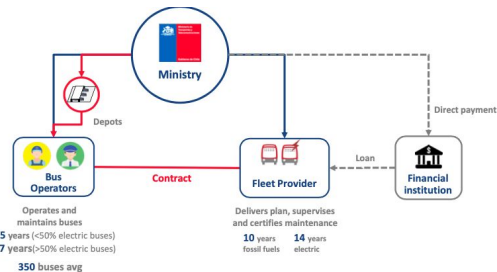 Ministry
Depots
Direct payment
Bus
Operators
Contract
Fleet Provider
Loan
Financial
institution
Operates and
maintains buses
5 years (<50% electric buses)
7 years(>50% electric buses)
350 buses avg
Delivers plan, supervises
and certifies maintenance
10 years
fossil fuels
14 years
electric